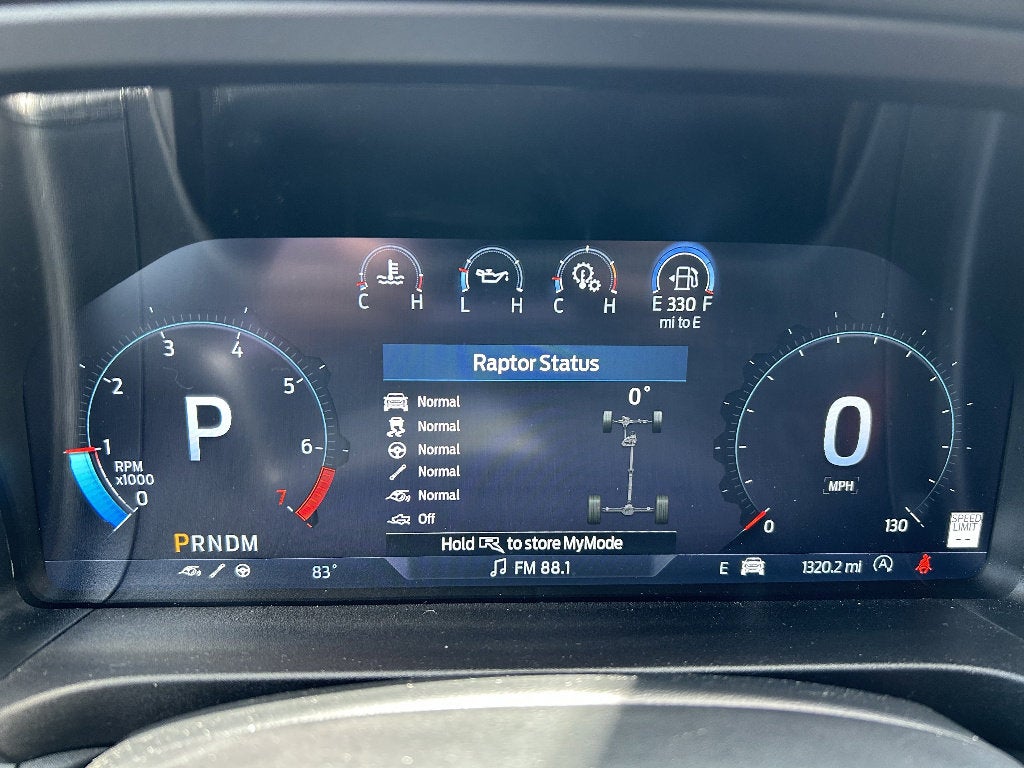 C H
L H
C H
E 330 F
mi to E
Raptor Status
0°
Normal
Normal
Normal
Normal
Normal
Off
Hold R to store MyMode
FM 88.1
0
1
2
3
4
5
6
7
RPM
x1000
P
PRNDM
83°
0
MPH
0
130
SPEED
LIMIT
--
E
1320.2 mi
A